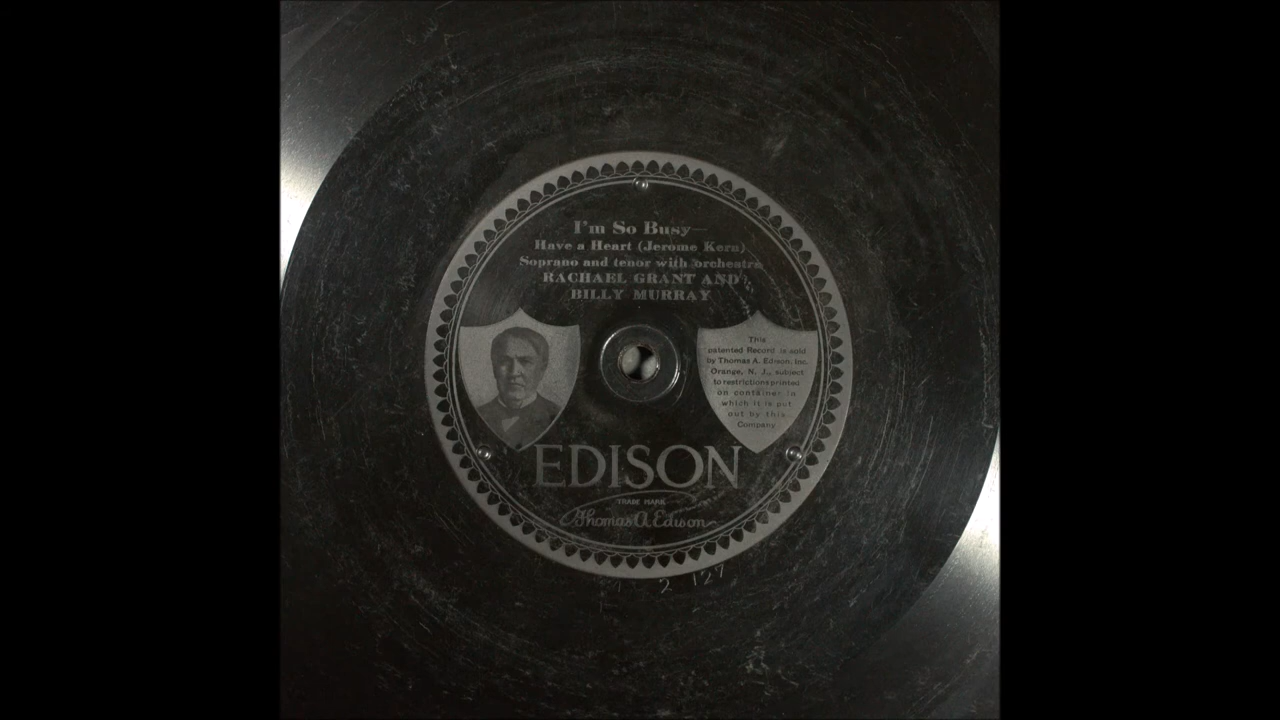 I'm So Busy—
Have a Heart (Jerome Kern)
Soprano and tenor with orchestra
RACHAEL GRANT AND
BILLY MURRAY
This
patented Record is sold
by Thomas A. Edison, Inc.
Orange, N. J., subject
to restrictions printed
on container in
which it is put
out by this
Company
EDISON
TRADE MARK
Thomas A Edison
2 127